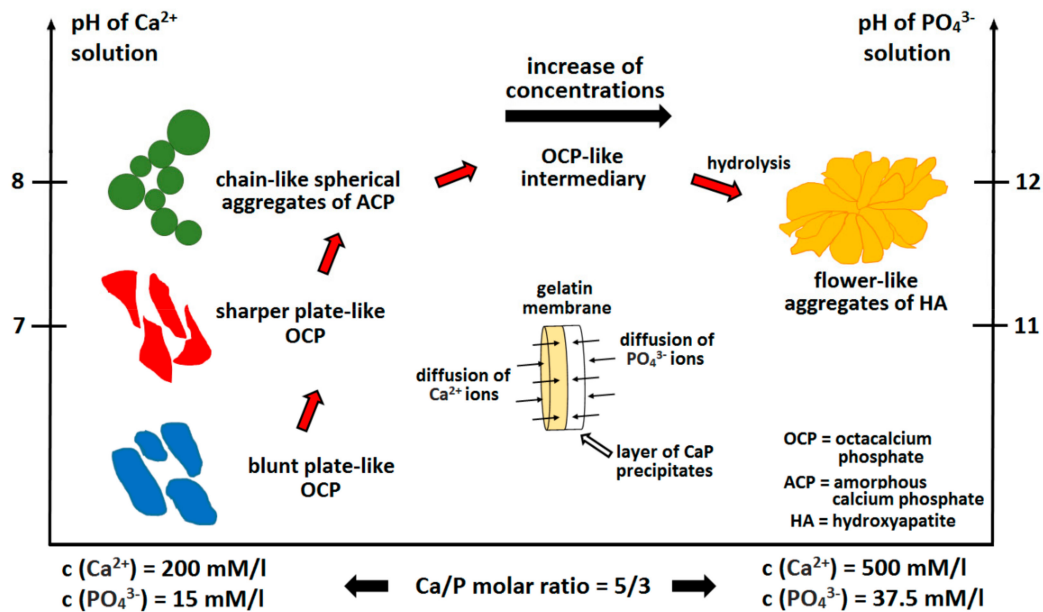 pH of Ca²⁺
solution
pH of PO₄³⁻
solution
increase of
concentrations
OCP-like
intermediary
hydrolysis
8
chain-like spherical
aggregates of ACP
12
flower-like
aggregates of HA
7
sharper plate-like
OCP
gelatin
membrane
11
diffusion of
PO₄³⁻ ions
diffusion of
Ca²⁺ ions
layer of CaP
precipitates
blunt plate-like
OCP
OCP = octacalcium
phosphate
ACP = amorphous
calcium phosphate
HA = hydroxyapatite
c (Ca²⁺) = 200 mM/l
c (PO₄³⁻) = 15 mM/l
Ca/P molar ratio = 5/3
c (Ca²⁺) = 500 mM/l
c (PO₄³⁻) = 37.5 mM/l